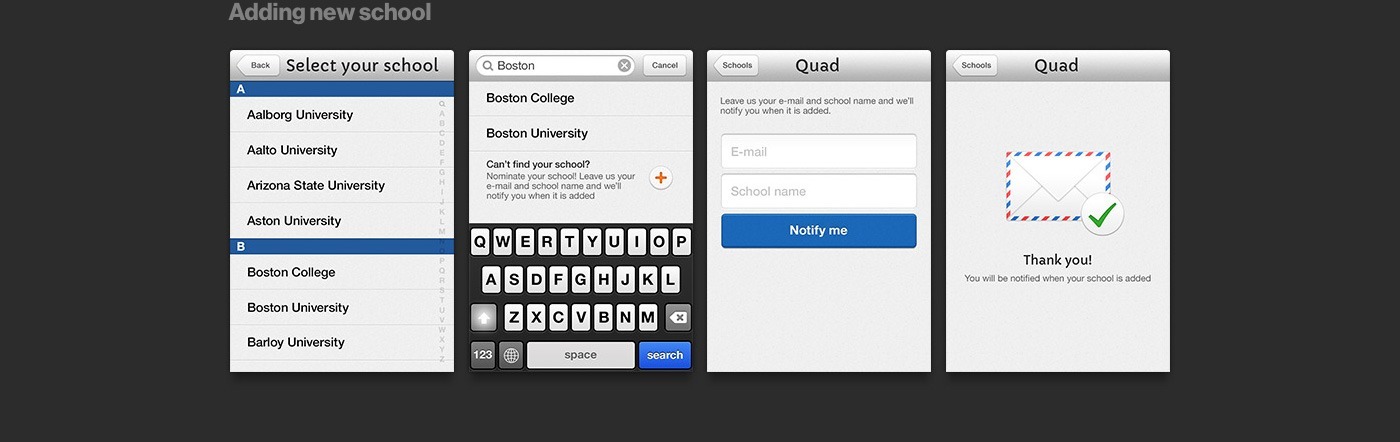 Adding new school
Back
Select your school
A
Aalborg University
Aalto University
Arizona State University
Aston University
B
Boston College
Boston University
Barloy University
Q
A
B
C
D
E
F
G
H
I
J
K
L
M
O
P
Q
R
S
T
U
V
W
X
Y
Z
Boston
Cancel
Boston College
Boston University
Can't find your school?
Nominate your school! Leave us your
e-mail and school name and we'll
notify you when it is added
Q W E R T Y U I O P
A S D F G H J K L
Z X C V B N M
123 space search
Schools
Quad
Leave us your e-mail and school name and we'll
notify you when it is added.
E-mail
School name
Notify me
Schools
Quad
Thank you!
You will be notified when your school is added